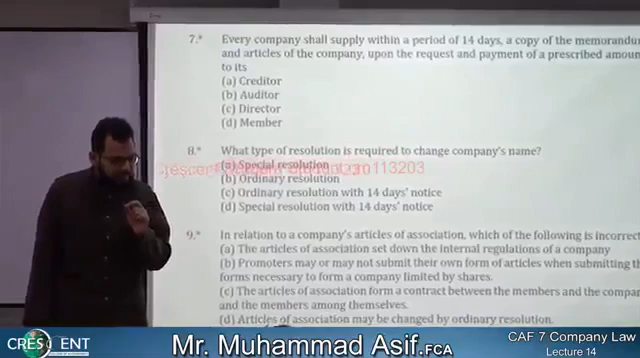 7.* Every company shall supply within a period of 14 days, a copy of the
and articles of the company, upon the request and payment of a prescribed
to its
(a) Creditor
(b) Auditor
(c) Director
(d) Member
8.* What type of resolution is required to change company's name?
(a) Special resolution
(b) Ordinary resolution
(c) Ordinary resolution with 14 days' notice
(d) Special resolution with 14 days' notice
9.* In relation to a company's articles of association, which of the following is
(a) The articles of association set down the internal regulations of a company
(b) Promoters may or may not submit their own form of articles when submitting
forms necessary to form a company limited by shares.
(c) The articles of association form a contract between the members and the
and the members among themselves.
(d) Articles of association may be changed by ordinary resolution.
CRESCENT
Mr. Muhammad Asif.FCA
CAF 7 Company Law
Lecture 14